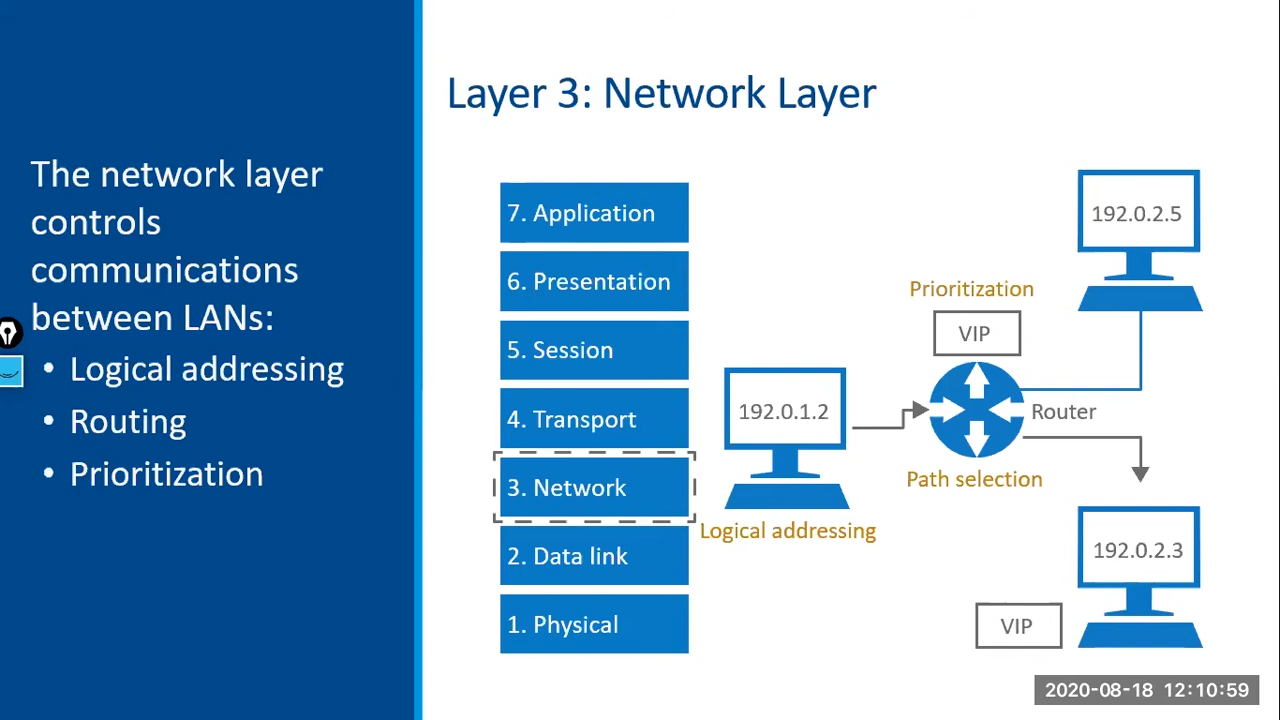 Layer 3: Network Layer
The network layer
controls
communications
between LANs:
• Logical addressing
• Routing
• Prioritization
7. Application
6. Presentation
5. Session
4. Transport
3. Network
2. Data link
1. Physical
192.0.1.2
Logical addressing
Prioritization
VIP
Router
Path selection
192.0.2.5
192.0.2.3
VIP
2020-08-18 12:10:59